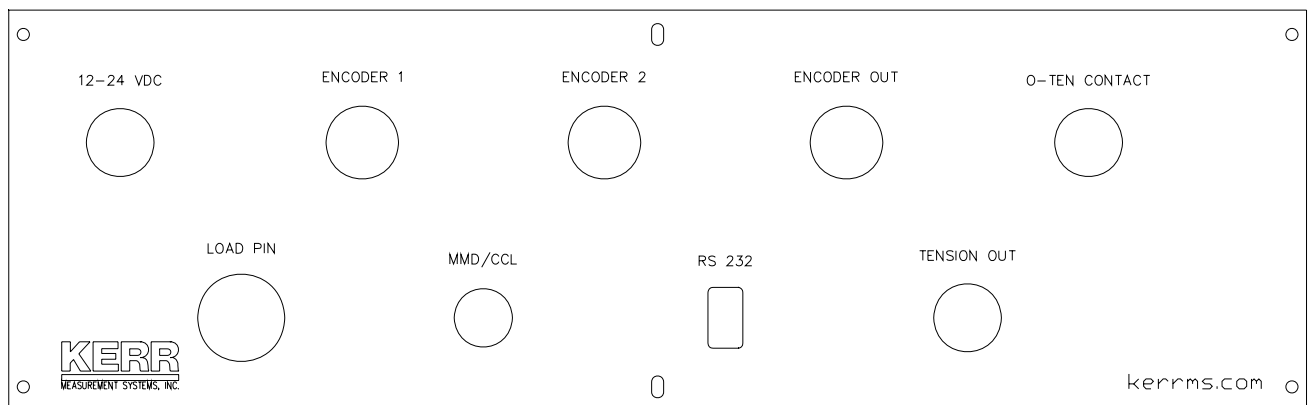 12-24 VDC
ENCODER 1
ENCODER 2
ENCODER OUT
O-TEN CONTACT
LOAD PIN
MMD/CCL
RS 232
TENSION OUT
KERR
MEASUREMENT SYSTEMS, INC.
kerrms.com